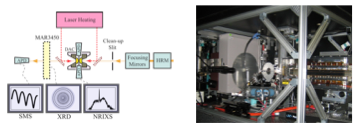 Laser Heating
MAR3450
Clean-up
Slit
DAC
APD
Focusing
Mirrors
HRM
SMS
XRD
NRIXS